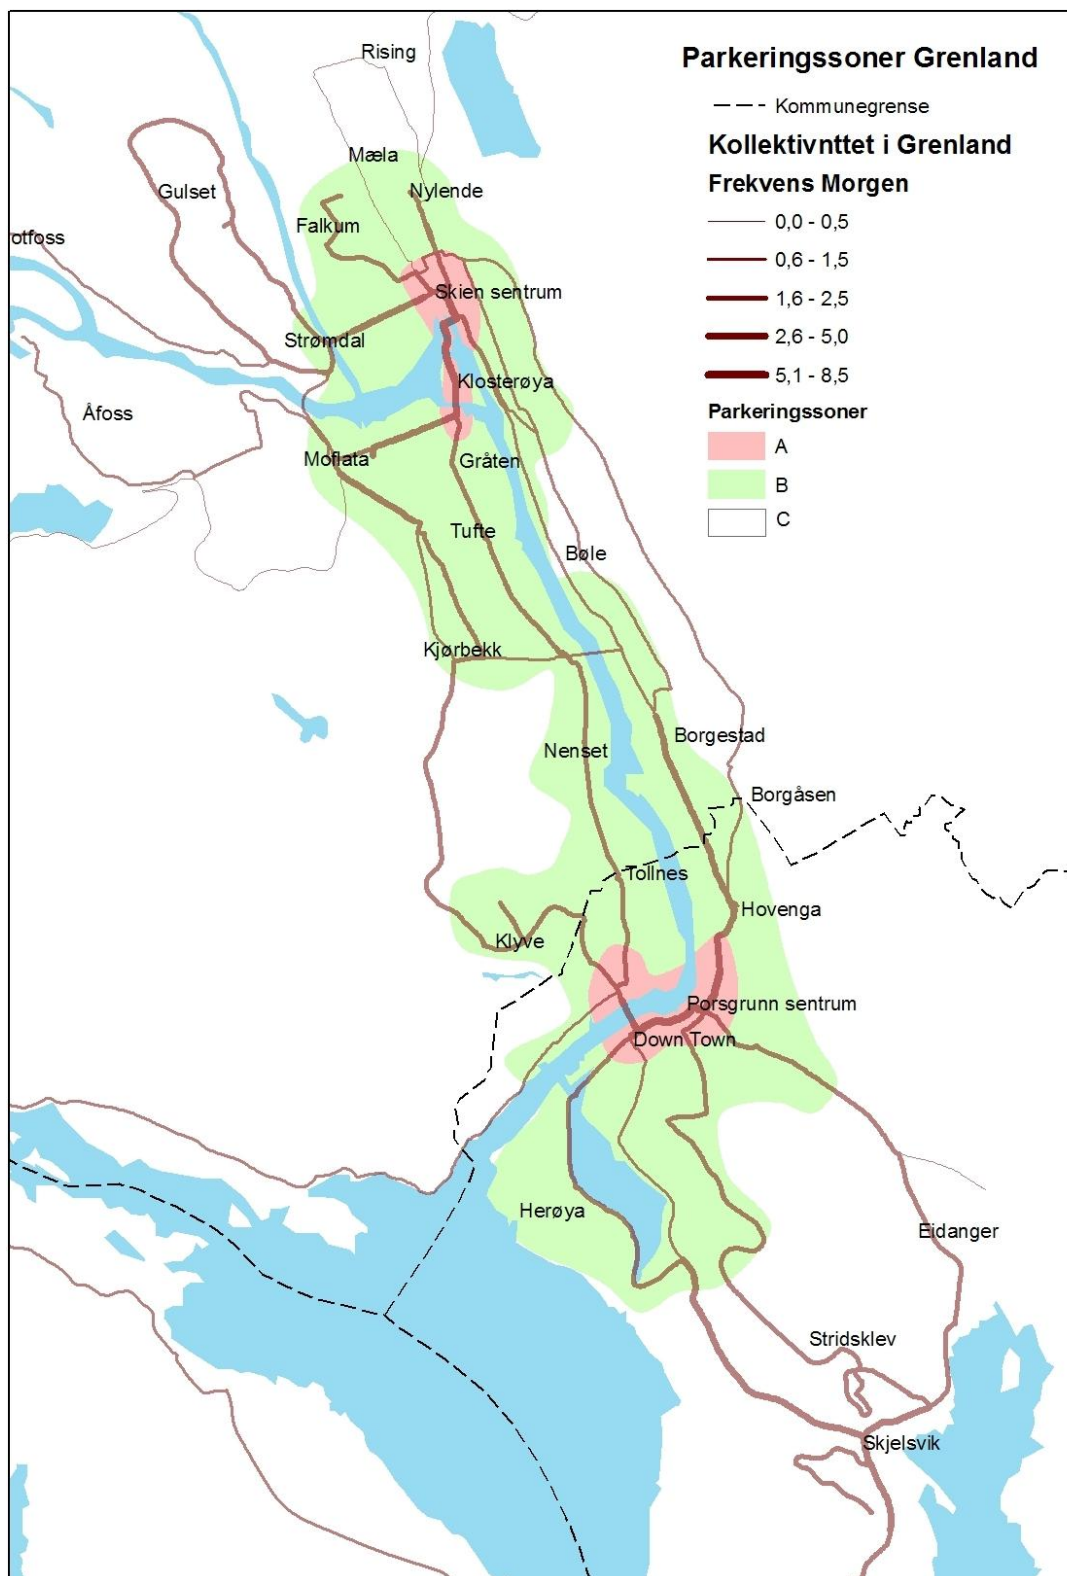 Parkeringssoner Grenland
Kommunegrense
Kollektivnttet i Grenland
Frekvens Morgen
0,0 - 0,5
0,6 - 1,5
1,6 - 2,5
2,6 - 5,0
5,1 - 8,5
Parkeringssoner
A
B
C
Rising
Mæla
Gulset
Nylende
Falkum
otfoss
Skien sentrum
Strømdal
Klosterøya
Åfoss
Moflata
Gråten
Tufte
Bøle
Kjørbekk
Borgestad
Nenset
Borgåsen
Tollnes
Hovenga
Klyve
Porsgrunn sentrum
Down Town
Herøya
Eidanger
Stridsklev
Skjelsvik